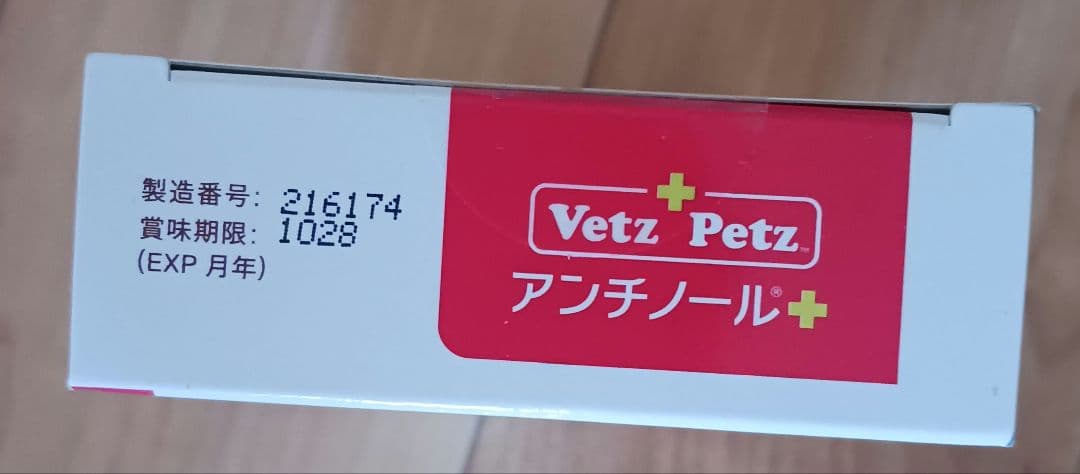 製造番号: 216174
賞味期限: 1028
(EXP 月年)
Vetz Petz™
アンチノール®+